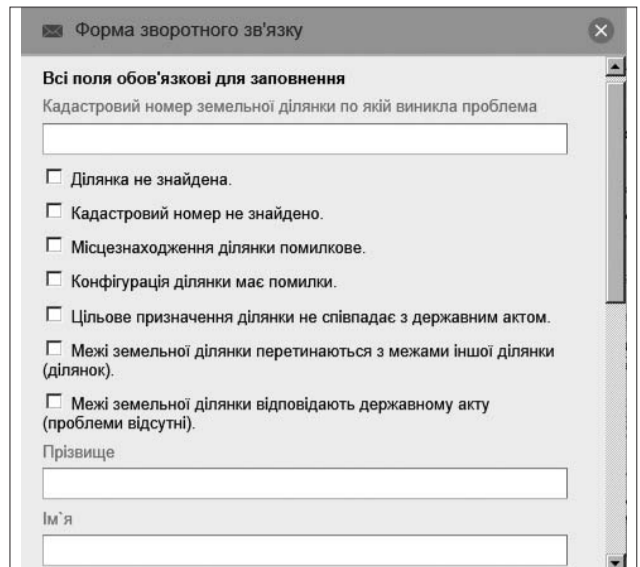 Форма зворотного зв'язку
Всі поля обов'язкові для заповнення
Кадастровий номер земельної ділянки по якій виникла проблема
Ділянка не знайдена.
Кадастровий номер не знайдено.
Місцезнаходження ділянки помилкове.
Конфігурація ділянки має помилки.
Цільове призначення ділянки не співпадає з державним актом.
Межі земельної ділянки перетинаються з межами іншої ділянки
(ділянок).
Межі земельної ділянки відповідають державному акту
(проблеми відсутні).
Прізвище
Ім`я